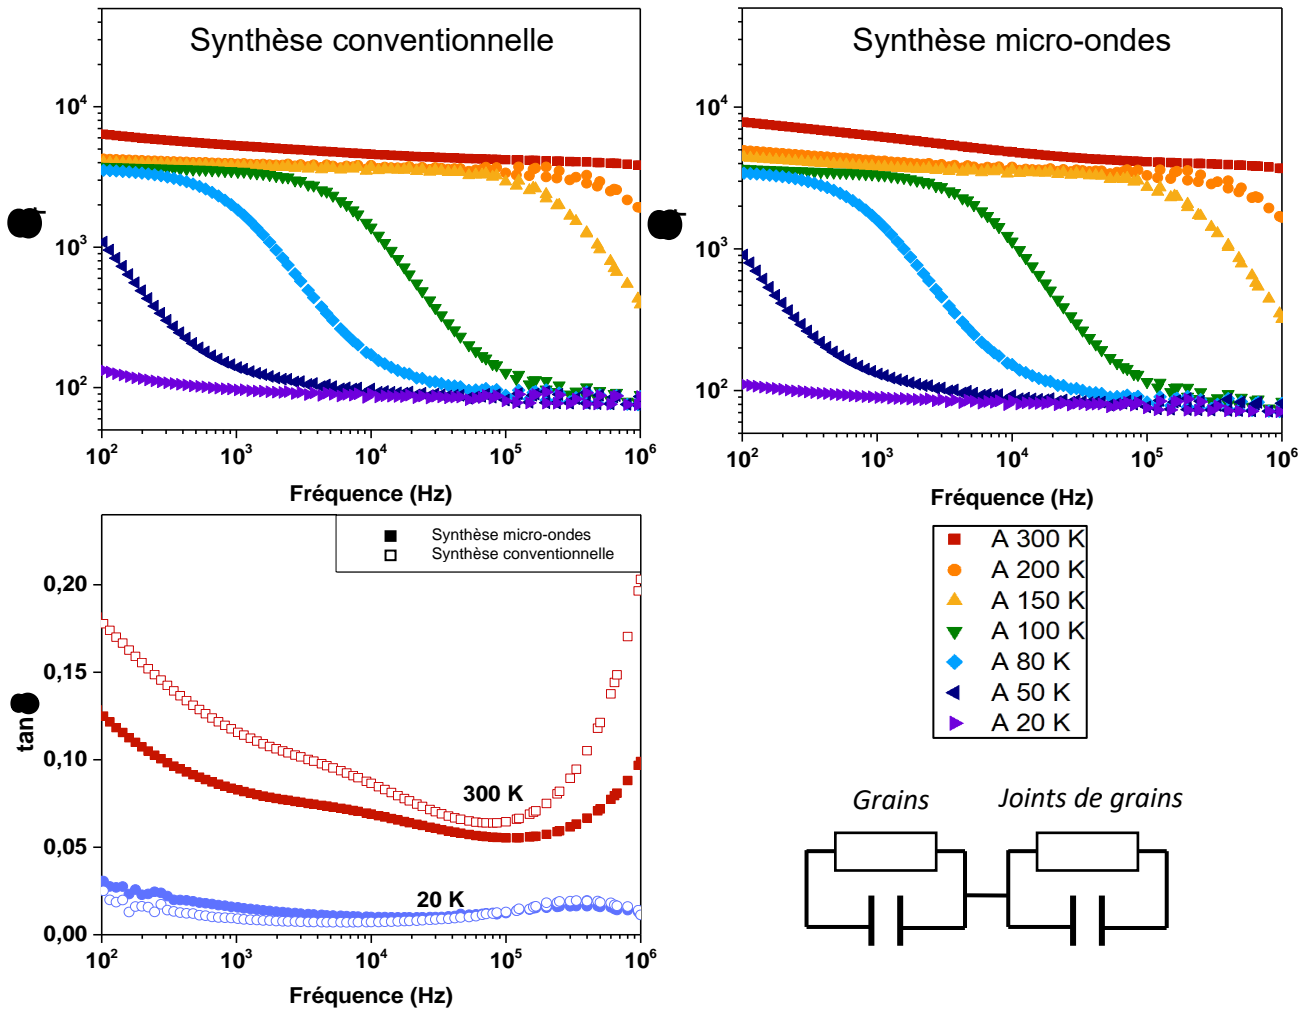 Synthèse conventionnelle
10⁴
10³
10²
10² 10³ 10⁴ 10⁵ 10⁶
Fréquence (Hz)
Synthèse micro-ondes
10⁴
10³
10²
10² 10³ 10⁴ 10⁵ 10⁶
Fréquence (Hz)
Synthèse micro-ondes
Synthèse conventionnelle
0,20
0,15
0,10
0,05
0,00
tan
300 K
20 K
10² 10³ 10⁴ 10⁵ 10⁶
Fréquence (Hz)
A 300 K
A 200 K
A 150 K
A 100 K
A 80 K
A 50 K
A 20 K
Grains
Joints de grains